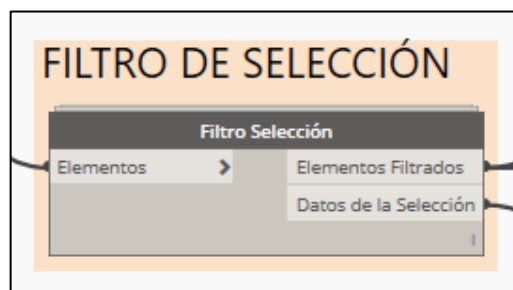 FILTRO DE SELECCIÓN
Filtro Selección
Elementos > Elementos Filtrados
Datos de la Selección